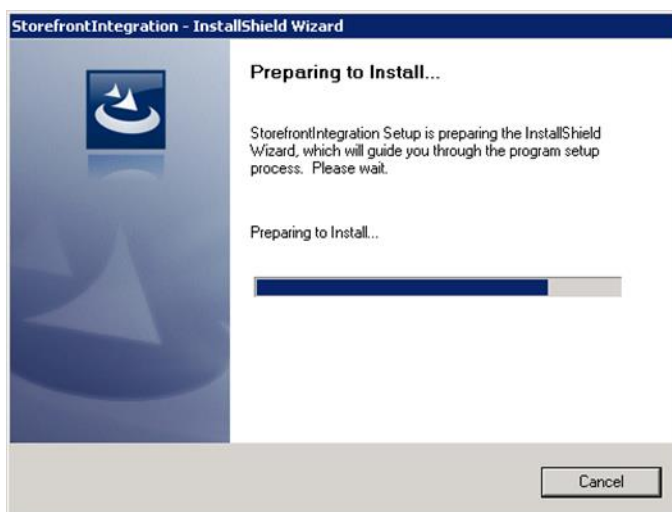 StorefrontIntegration - InstallShield Wizard
Preparing to Install...
StorefrontIntegration Setup is preparing the InstallShield
Wizard, which will guide you through the program setup
process. Please wait.
Preparing to Install...
Cancel